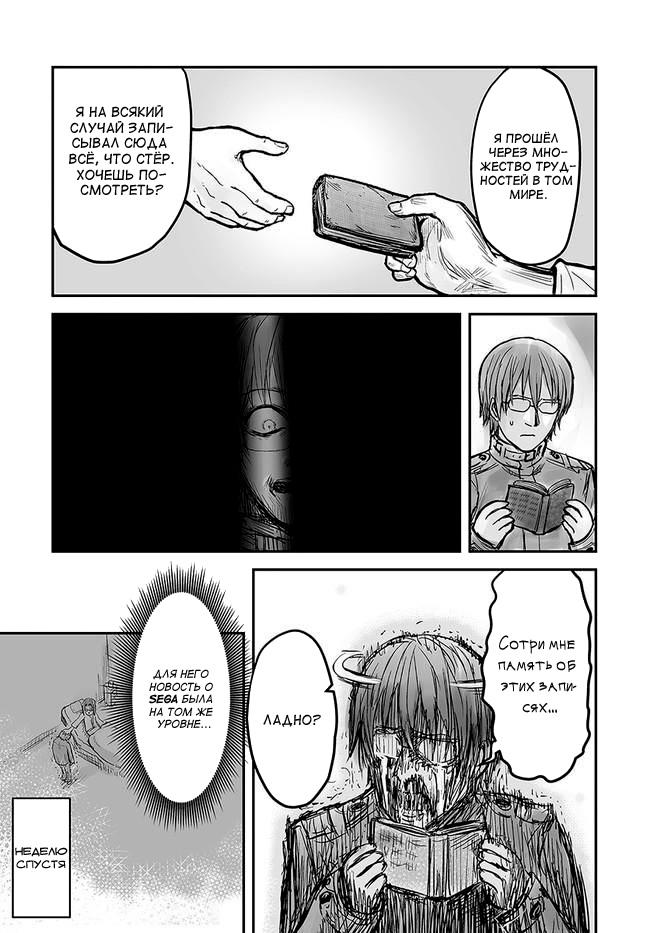 Я ПРОШЁЛ
ЧЕРЕЗ МНО-
ЖЕСТВО ТРУД-
НОСТЕЙ В ТОМ
МИРЕ.
Я НА ВСЯКИЙ
СЛУЧАЙ ЗАПИ-
СЫВАЛ СЮДА
ВСЁ, ЧТО СТЁР.
ХОЧЕШЬ ПО-
СМОТРЕТЬ?
Сотри мне
память об
этих запи-
сях...
ЛАДНО?
ДЛЯ НЕГО
НОВОСТЬ О
SEGA БЫЛА
НА ТОМ ЖЕ
УРОВНЕ...
НЕДЕЛЮ
СПУСТЯ